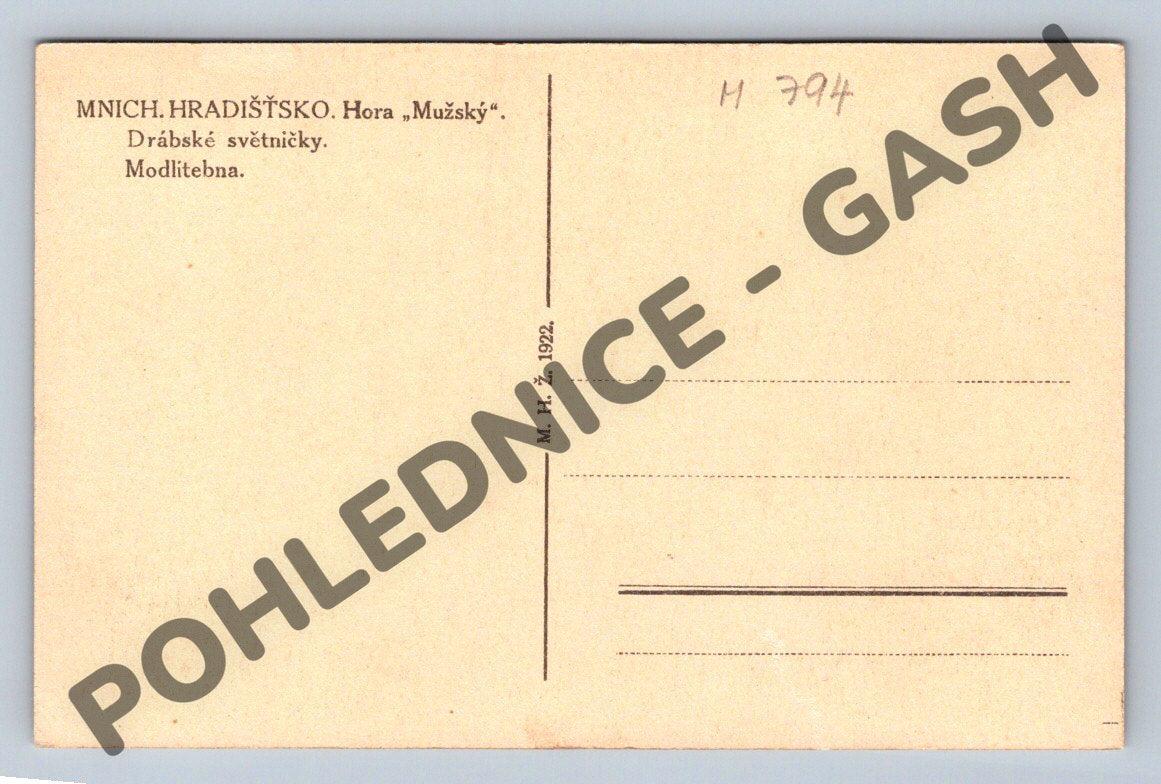 MNICH. HRADIŠŤSKO. Hora „Mužský“.
Drábské světničky.
Modlitebna.
M. H. Ž. 1922.
H 794
POHLEDNICE - GASH